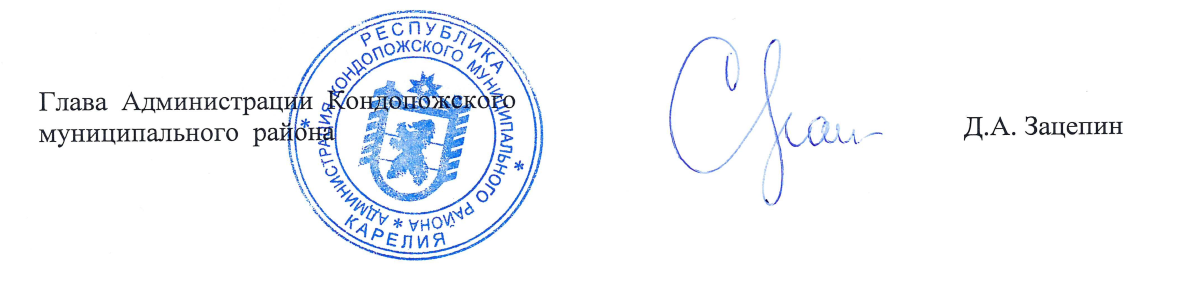 Глава Администрации Кондопожского
муниципального района
Д.А. Зацепин
РЕСПУБЛИКА
КАРЕЛИЯ
* АДМИНИСТРАЦИЯ КОНДОПОЖСКОГО МУНИЦИПАЛЬНОГО РАЙОНА *